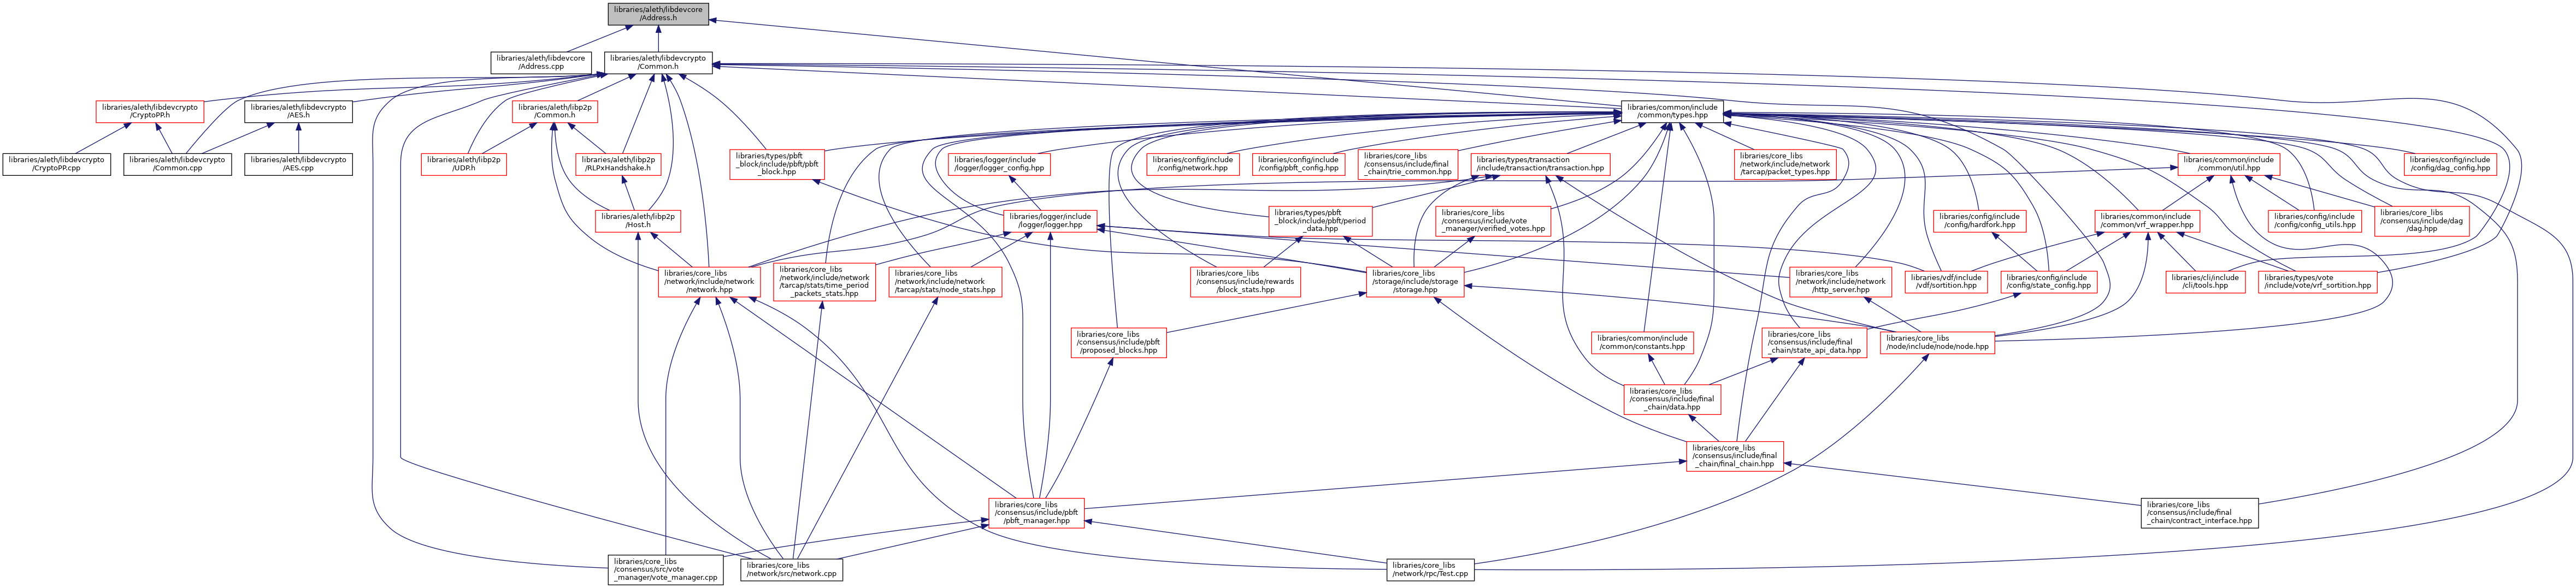 libraries/aleth/libdevcore
/Address.h
libraries/aleth/libdevcore
/Address.cpp
libraries/aleth/libdevcrypto
/Common.h
libraries/aleth/libdevcrypto
/CryptoPP.h
libraries/aleth/libdevcrypto
/AES.h
libraries/aleth/libp2p
/Common.h
libraries/common/include
/common/types.hpp
libraries/aleth/libdevcrypto
/CryptoPP.cpp
libraries/aleth/libdevcrypto
/Common.cpp
libraries/aleth/libdevcrypto
/AES.cpp
libraries/aleth/libp2p
/UDP.h
libraries/aleth/libp2p
/RLPxHandshake.h
libraries/types/pbft
_block/include/pbft/pbft
_block.hpp
libraries/logger/include
/logger/logger_config.hpp
libraries/config/include
/config/network.hpp
libraries/config/include
/config/pbft_config.hpp
libraries/core_libs
/consensus/include/final
_chain/trie_common.hpp
libraries/types/transaction
/include/transaction/transaction.hpp
libraries/core_libs
/network/include/network
/tarcap/packet_types.hpp
libraries/common/include
/common/util.hpp
libraries/config/include
/config/dag_config.hpp
libraries/aleth/libp2p
/Host.h
libraries/logger/include
/logger/logger.hpp
libraries/types/pbft
_block/include/pbft/period
_data.hpp
libraries/core_libs
/consensus/include/vote
_manager/verified_votes.hpp
libraries/config/include
/config/hardfork.hpp
libraries/common/include
/common/vrf_wrapper.hpp
libraries/config/include
/config/config_utils.hpp
libraries/core_libs
/consensus/include/dag
/dag.hpp
libraries/core_libs
/network/include/network
/network.hpp
libraries/core_libs
/network/include/network
/tarcap/stats/time_period
_packets_stats.hpp
libraries/core_libs
/network/include/network
/tarcap/stats/node_stats.hpp
libraries/core_libs
/consensus/include/rewards
/block_stats.hpp
libraries/core_libs
/storage/include/storage
/storage.hpp
libraries/core_libs
/network/include/network
/http_server.hpp
libraries/vdf/include
/vdf/sortition.hpp
libraries/config/include
/config/state_config.hpp
libraries/cli/include
/cli/tools.hpp
libraries/types/vote
/include/vote/vrf_sortition.hpp
libraries/core_libs
/consensus/include/pbft
/proposed_blocks.hpp
libraries/common/include
/common/constants.hpp
libraries/core_libs
/consensus/include/final
_chain/state_api_data.hpp
libraries/core_libs
/node/include/node/node.hpp
libraries/core_libs
/consensus/include/final
_chain/data.hpp
libraries/core_libs
/consensus/include/final
_chain/final_chain.hpp
libraries/core_libs
/consensus/include/pbft
/pbft_manager.hpp
libraries/core_libs
/consensus/include/final
_chain/contract_interface.hpp
libraries/core_libs
/consensus/src/vote
_manager/vote_manager.cpp
libraries/core_libs
/network/src/network.cpp
libraries/core_libs
/network/rpc/Test.cpp